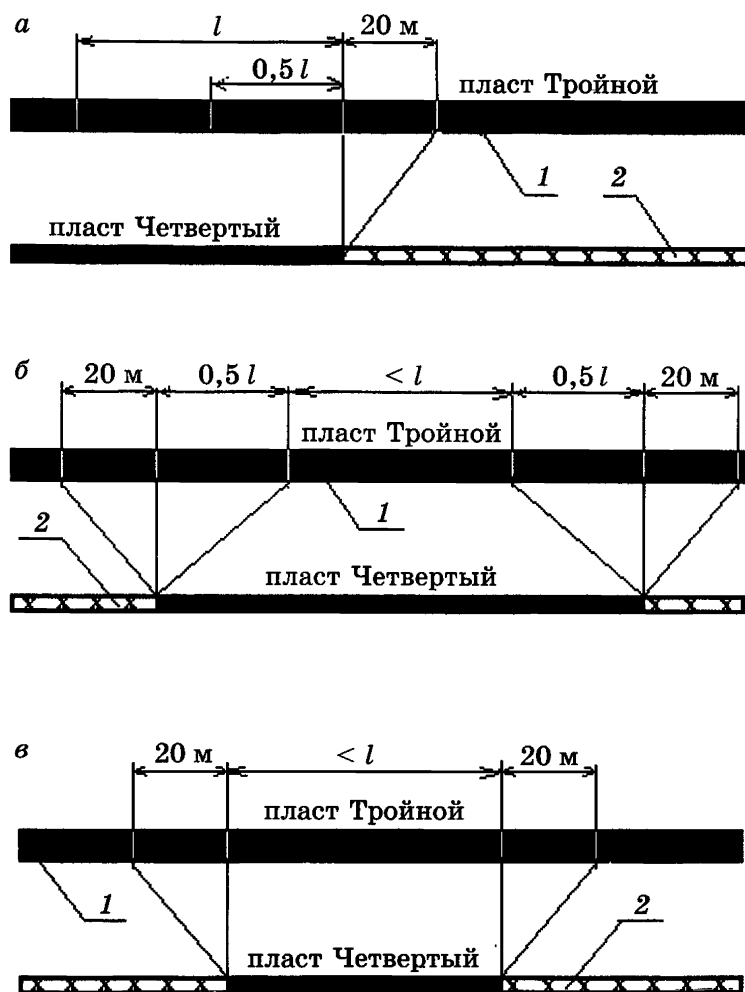 а
l
20 м
0,5 l
пласт Тройной
1
2
пласт Четвертый
б
20 м
0,5 l
< l
0,5 l
20 м
пласт Тройной
1
2
пласт Четвертый
в
20 м
< l
20 м
пласт Тройной
1
2
пласт Четвертый